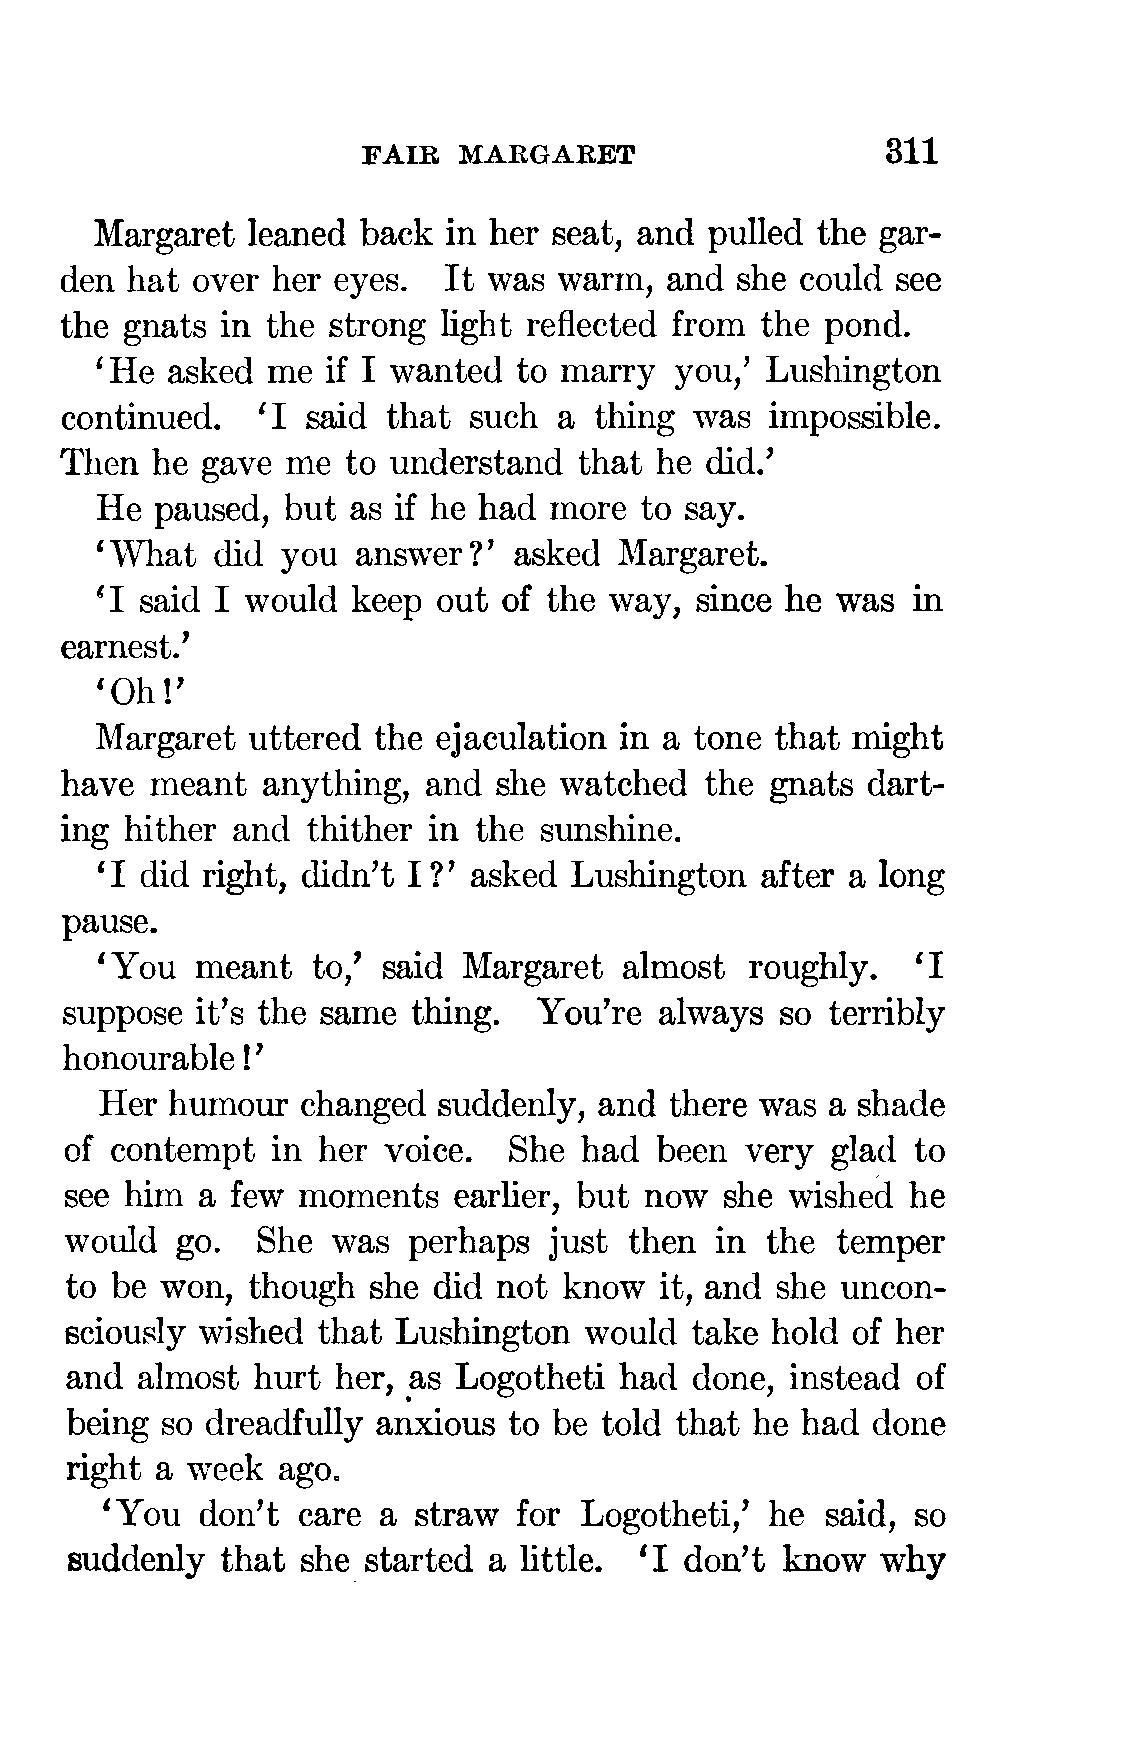 FAIR MARGARET 311
Margaret leaned back in her seat, and pulled the gar-
den hat over her eyes. It was warm, and she could see
the gnats in the strong light reflected from the pond.
‘He asked me if I wanted to marry you,’ Lushington
continued. ‘I said that such a thing was impossible.
Then he gave me to understand that he did.’
He paused, but as if he had more to say.
‘What did you answer?’ asked Margaret.
‘I said I would keep out of the way, since he was in
earnest.’
‘Oh!’
Margaret uttered the ejaculation in a tone that might
have meant anything, and she watched the gnats dart-
ing hither and thither in the sunshine.
‘I did right, didn’t I?’ asked Lushington after a long
pause.
‘You meant to,’ said Margaret almost roughly. ‘I
suppose it’s the same thing. You’re always so terribly
honourable!’
Her humour changed suddenly, and there was a shade
of contempt in her voice. She had been very glad to
see him a few moments earlier, but now she wished he
would go. She was perhaps just then in the temper
to be won, though she did not know it, and she uncon-
sciously wished that Lushington would take hold of her
and almost hurt her, as Logotheti had done, instead of
being so dreadfully anxious to be told that he had done
right a week ago.
‘You don’t care a straw for Logotheti,’ he said, so
suddenly that she started a little. ‘I don’t know why